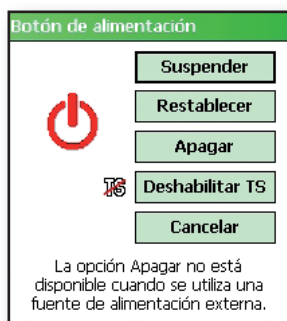 Botón de alimentación
Suspender
Restablecer
Apagar
TS Deshabilitar TS
Cancelar
La opción Apagar no está
disponible cuando se utiliza una
fuente de alimentación externa.